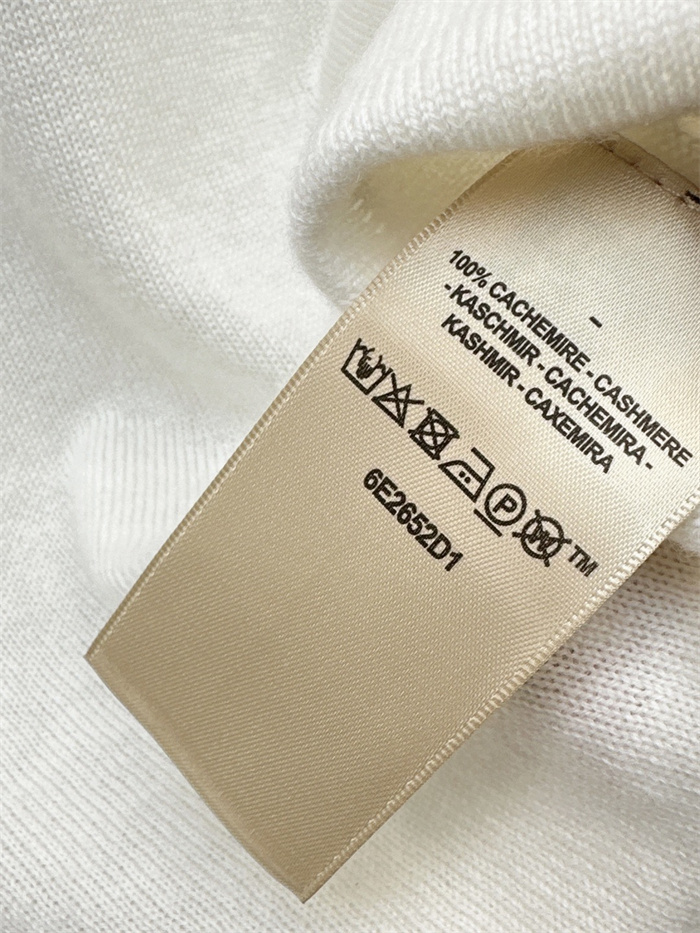 -
100% CACHEMIRE - CASHMERE
- KASCHMIR - CACHEMIRA -
KASHMIR - CAXEMIRA
P W TM
6E2652D1